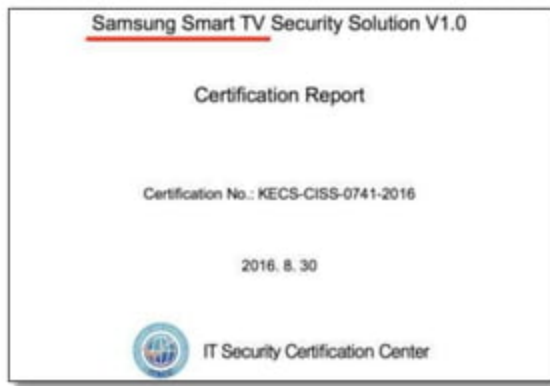 Samsung Smart TV Security Solution V1.0
Certification Report
Certification No.: KECS-CISS-0741-2016
2016. 8. 30
IT Security Certification Center